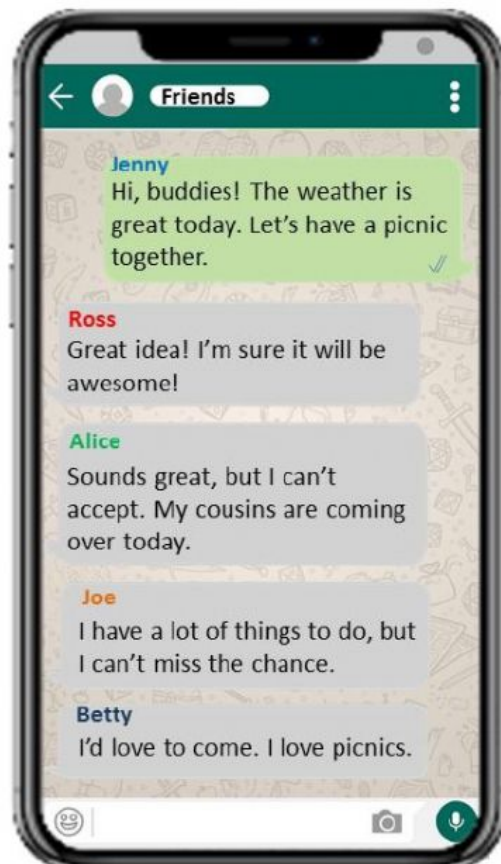 Friends
Jenny
Hi, buddies! The weather is
great today. Let's have a picnic
together.
Ross
Great idea! I'm sure it will be
awesome!
Alice
Sounds great, but I can't
accept. My cousins are coming
over today.
Joe
I have a lot of things to do, but
I can't miss the chance.
Betty
I'd love to come. I love picnics.